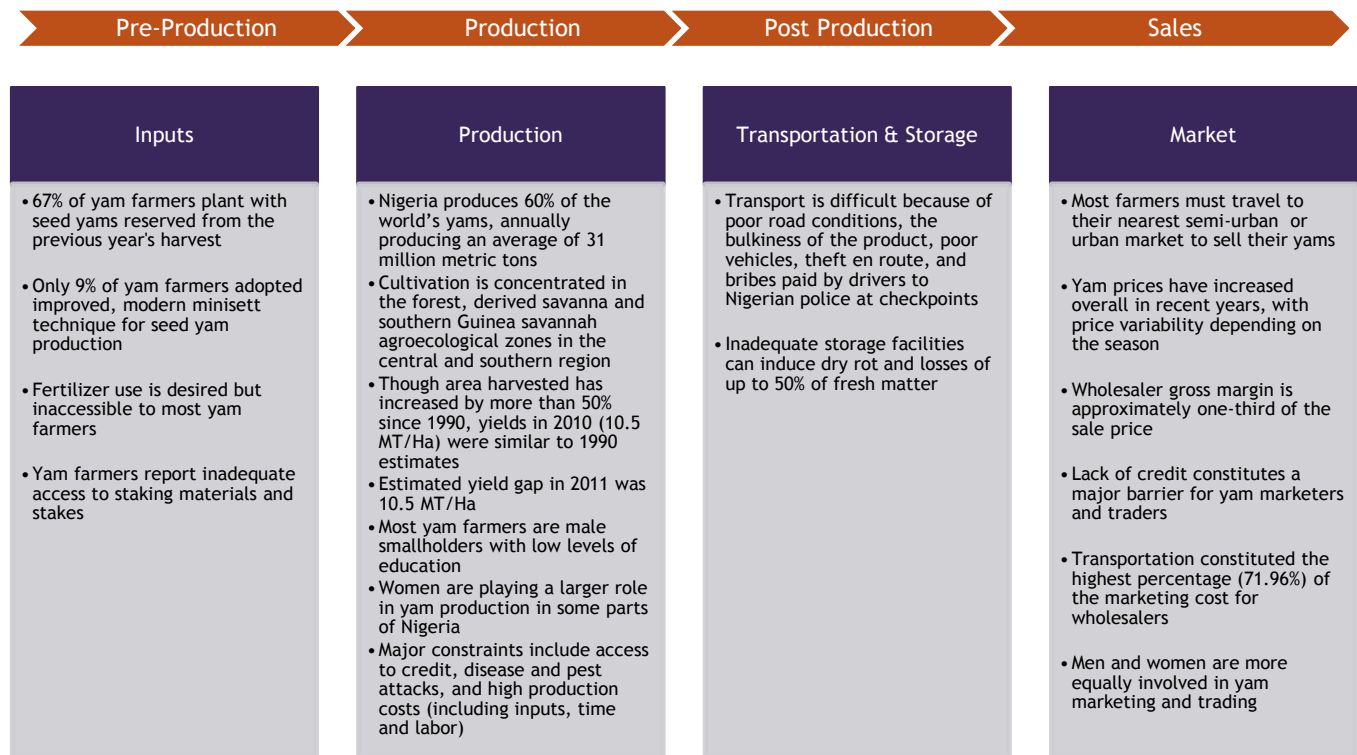 Pre-Production
Production
Post Production
Sales
Inputs
• 67% of yam farmers plant with
seed yams reserved from the
previous year's harvest
• Only 9% of yam farmers adopted
improved, modern minisett
technique for seed yam
production
• Fertilizer use is desired but
inaccessible to most yam
farmers
• Yam farmers report inadequate
access to staking materials and
stakes
Production
• Nigeria produces 60% of the
world’s yams, annually
producing an average of 31
million metric tons
• Cultivation is concentrated in
the forest, derived savanna and
southern Guinea savannah
agroecological zones in the
central and southern region
• Though area harvested has
increased by more than 50%
since 1990, yields in 2010 (10.5
MT/Ha) were similar to 1990
estimates
• Estimated yield gap in 2011 was
10.5 MT/Ha
• Most yam farmers are male
smallholders with low levels of
education
• Women are playing a larger role
in yam production in some parts
of Nigeria
• Major constraints include access
to credit, disease and pest
attacks, and high production
costs (including inputs, time
and labor)
Transportation & Storage
• Transport is difficult because of
poor road conditions, the
bulkiness of the product, poor
vehicles, theft en route, and
bribes paid by drivers to
Nigerian police at checkpoints
• Inadequate storage facilities
can induce dry rot and losses of
up to 50% of fresh matter
Market
• Most farmers must travel to
their nearest semi-urban or
urban market to sell their yams
• Yam prices have increased
overall in recent years, with
price variability depending on
the season
• Wholesaler gross margin is
approximately one-third of the
sale price
• Lack of credit constitutes a
major barrier for yam marketers
and traders
• Transportation constituted the
highest percentage (71.96%) of
the marketing cost for
wholesalers
• Men and women are more
equally involved in yam
marketing and trading